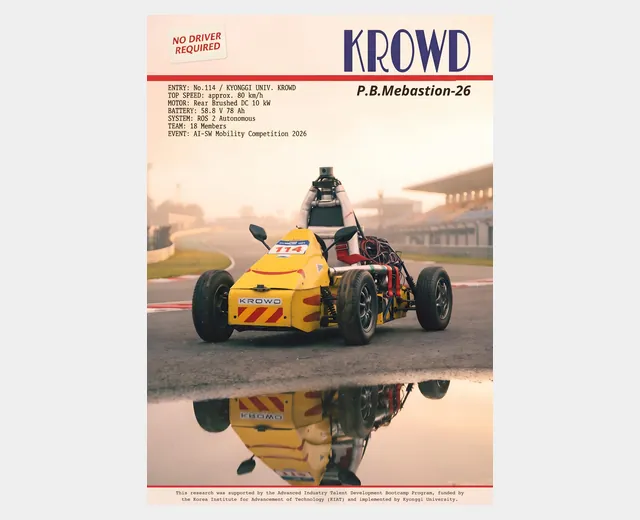 NO DRIVER
REQUIRED
KROWD
P.B.Mebastion-26
ENTRY: No.114 / KYONGGI UNIV. KROWD
TOP SPEED: approx. 80 km/h
MOTOR: Rear Brushed DC 10 kW
BATTERY: 58.8 V 78 Ah
SYSTEM: ROS 2 Autonomous
TEAM: 18 Members
EVENT: AI-SW Mobility Competition 2026
114
KROWD
This research was supported by the Advanced Industry Talent Development Bootcamp Program, funded by
the Korea Institute for Advancement of Technology (KIAT) and implemented by Kyonggi University.